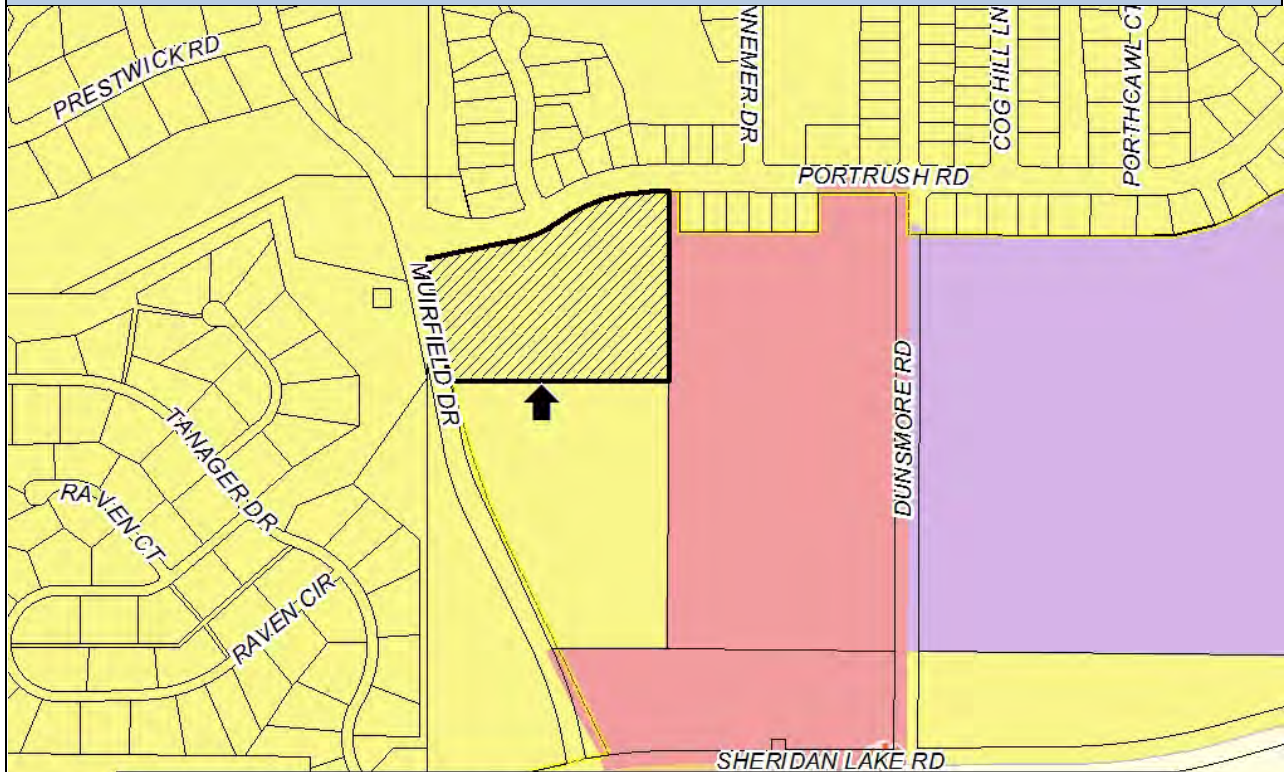 PRESTWICK RD
NNEMER DR
COG HILL LN
PORTHCAWL CT
PORTRUSH RD
MUIRFIELD DR
DUNSMORE RD
TANAGER DR
RAVEN CT
RAVEN CIR
SHERIDAN LAKE RD